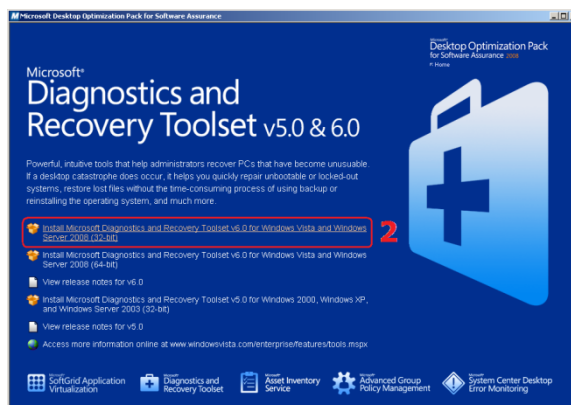 Microsoft Desktop Optimization Pack for Software Assurance
Microsoft
Desktop Optimization Pack
for Software Assurance 2008
Home
Microsoft®
Diagnostics and
Recovery Toolset v5.0 & 6.0
Powerful, intuitive tools that help administrators recover PCs that have become unusable.
If a desktop catastrophe does occur, it helps you quickly repair unbootable or locked-out
systems, restore lost files without the time-consuming process of using backup or
reinstalling the operating system, and much more.
Install Microsoft Diagnostics and Recovery Toolset v6.0 for Windows Vista and Windows
Server 2008 (32-bit)
2
Install Microsoft Diagnostics and Recovery Toolset v6.0 for Windows Vista and Windows
Server 2008 (64-bit)
View release notes for v6.0
Install Microsoft Diagnostics and Recovery Toolset v5.0 for Windows 2000, Windows XP,
and Windows Server 2003 (32-bit)
View release notes for v5.0
Access more information online at www.windowsvista.com/enterprise/features/tools.mspx
Microsoft
SoftGrid Application
Virtualization
Microsoft
Diagnostics and
Recovery Toolset
Microsoft
Asset Inventory
Service
Microsoft
Advanced Group
Policy Management
Microsoft
System Center Desktop
Error Monitoring